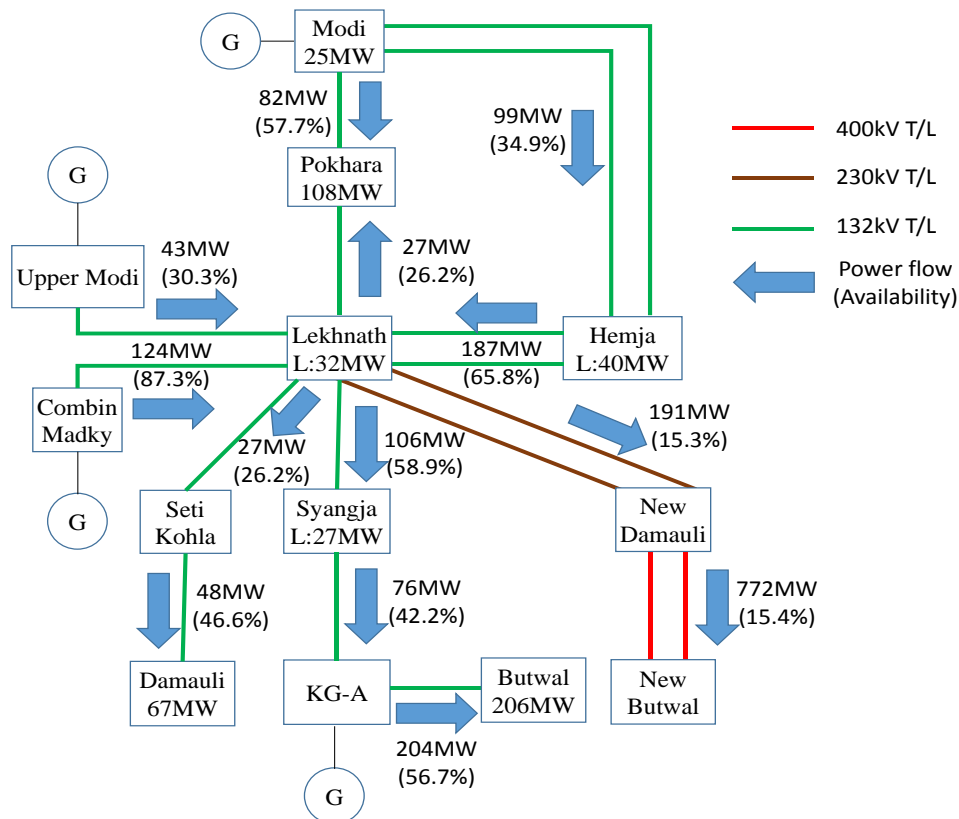 G
Modi
25MW
82MW
(57.7%)
99MW
(34.9%)
400kV T/L
230kV T/L
132kV T/L
Power flow
(Availability)
G
Pokhara
108MW
Upper Modi
43MW
(30.3%)
27MW
(26.2%)
Lekhnath
L:32MW
Hemja
L:40MW
187MW
(65.8%)
124MW
(87.3%)
Combin
Madky
G
27MW
(26.2%)
106MW
(58.9%)
191MW
(15.3%)
Seti
Kohla
Syangja
L:27MW
New
Damauli
48MW
(46.6%)
76MW
(42.2%)
772MW
(15.4%)
Damauli
67MW
KG-A
Butwal
206MW
New
Butwal
204MW
(56.7%)
G